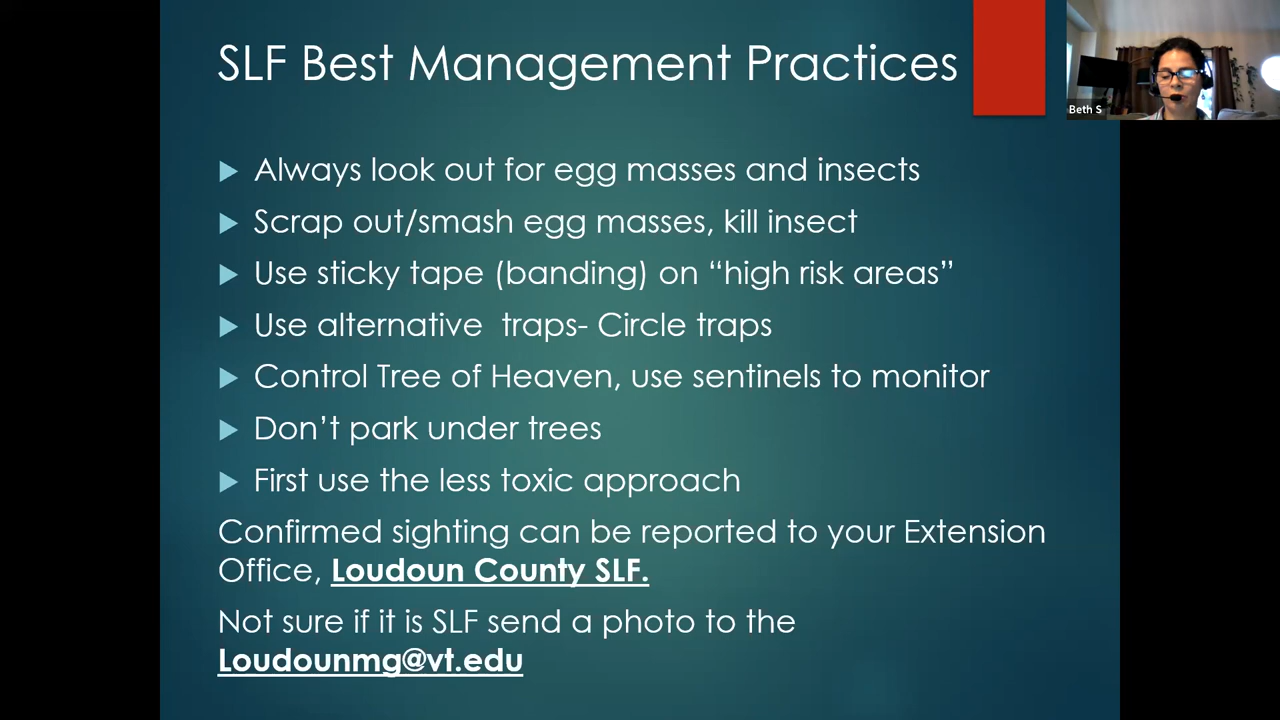 SLF Best Management Practices
Beth S
Always look out for egg masses and insects
Scrap out/smash egg masses, kill insect
Use sticky tape (banding) on “high risk areas”
Use alternative  traps- Circle traps
Control Tree of Heaven, use sentinels to monitor
Don’t park under trees
First use the less toxic approach
Confirmed sighting can be reported to your Extension
Office, Loudoun County SLF.
Not sure if it is SLF send a photo to the
Loudounmg@vt.edu